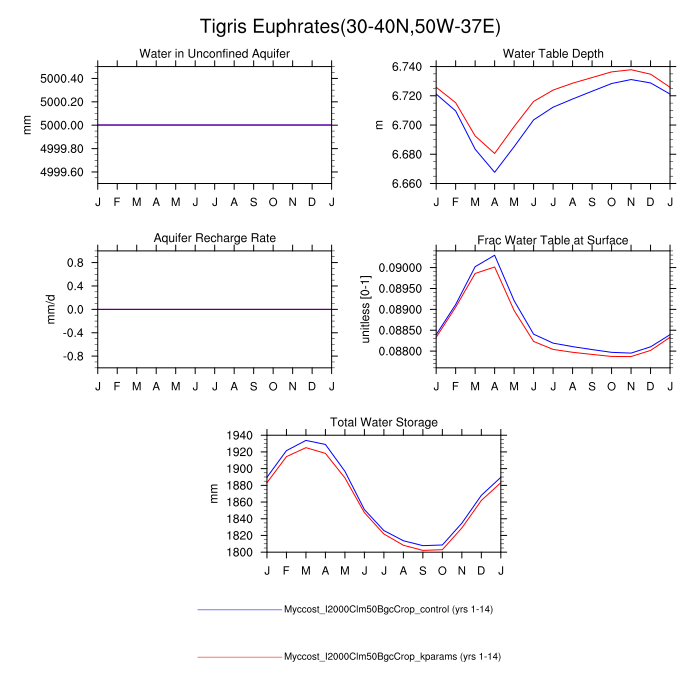 Tigris Euphrates(30-40N,50W-37E)
Water in Unconfined Aquifer
mm
5000.40
5000.20
5000.00
4999.80
4999.60
J F M A M J J A S O N D J
Water Table Depth
m
6.740
6.720
6.700
6.680
6.660
J F M A M J J A S O N D J
Aquifer Recharge Rate
mm/d
0.8
0.4
0.0
-0.4
-0.8
J F M A M J J A S O N D J
Frac Water Table at Surface
unitless [0-1]
0.09000
0.08950
0.08900
0.08850
0.08800
J F M A M J J A S O N D J
Total Water Storage
mm
1940
1920
1900
1880
1860
1840
1820
1800
J F M A M J J A S O N D J
Myccost_I2000Clm50BgcCrop_control (yrs 1-14)
Myccost_I2000Clm50BgcCrop_kparams (yrs 1-14)